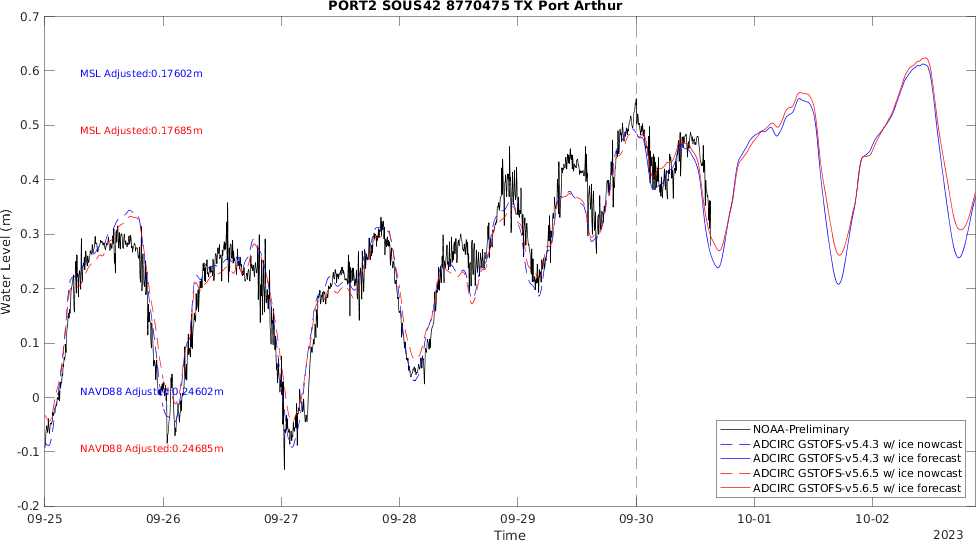 PORT2 SOUS42 8770475 TX Port Arthur
0.7
0.6
0.5
0.4
0.3
0.2
0.1
0
-0.1
-0.2
Water Level (m)
MSL Adjusted:0.17602m
MSL Adjusted:0.17685m
NAVD88 Adjusted:0.24602m
NAVD88 Adjusted:0.24685m
NOAA-Preliminary
ADCIRC GSTOFS-v5.4.3 w/ ice nowcast
ADCIRC GSTOFS-v5.4.3 w/ ice forecast
ADCIRC GSTOFS-v5.6.5 w/ ice nowcast
ADCIRC GSTOFS-v5.6.5 w/ ice forecast
09-25 09-26 09-27 09-28 09-29 09-30 10-01 10-02
Time
2023